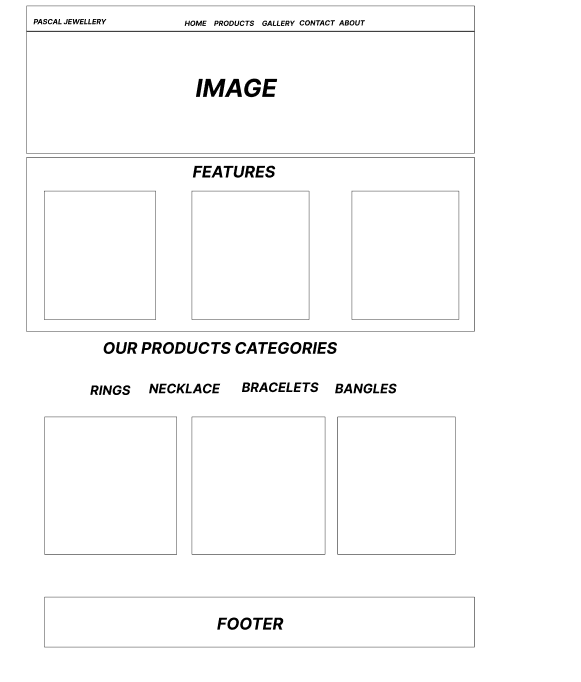 PASCAL JEWELLERY HOME PRODUCTS GALLERY CONTACT ABOUT
IMAGE
FEATURES
OUR PRODUCTS CATEGORIES
RINGS NECKLACE BRACELETS BANGLES
FOOTER